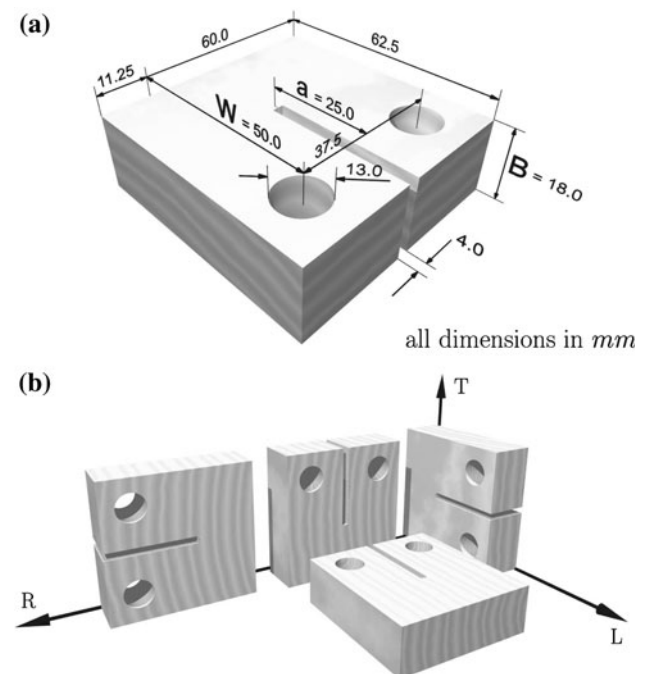 (a)
60.0
62.5
11.25
a = 25.0
W = 50.0
37.5
13.0
B = 18.0
4.0
all dimensions in mm
(b)
T
R
L